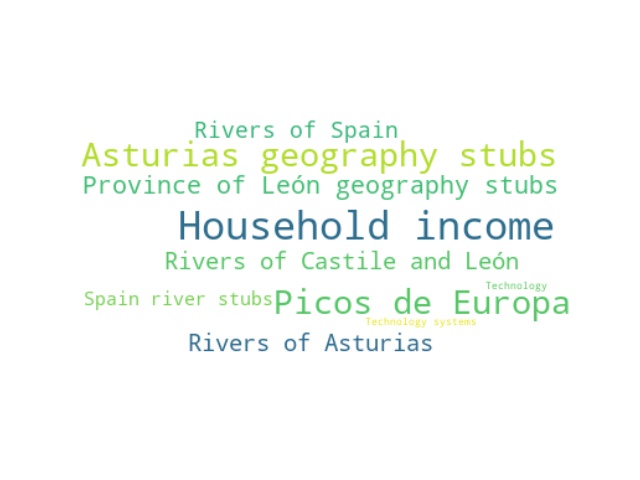 Rivers of Spain
Asturias geography stubs
Province of León geography stubs
Household income
Rivers of Castile and León
Technology
Spain river stubs
Picos de Europa
Technology systems
Rivers of Asturias